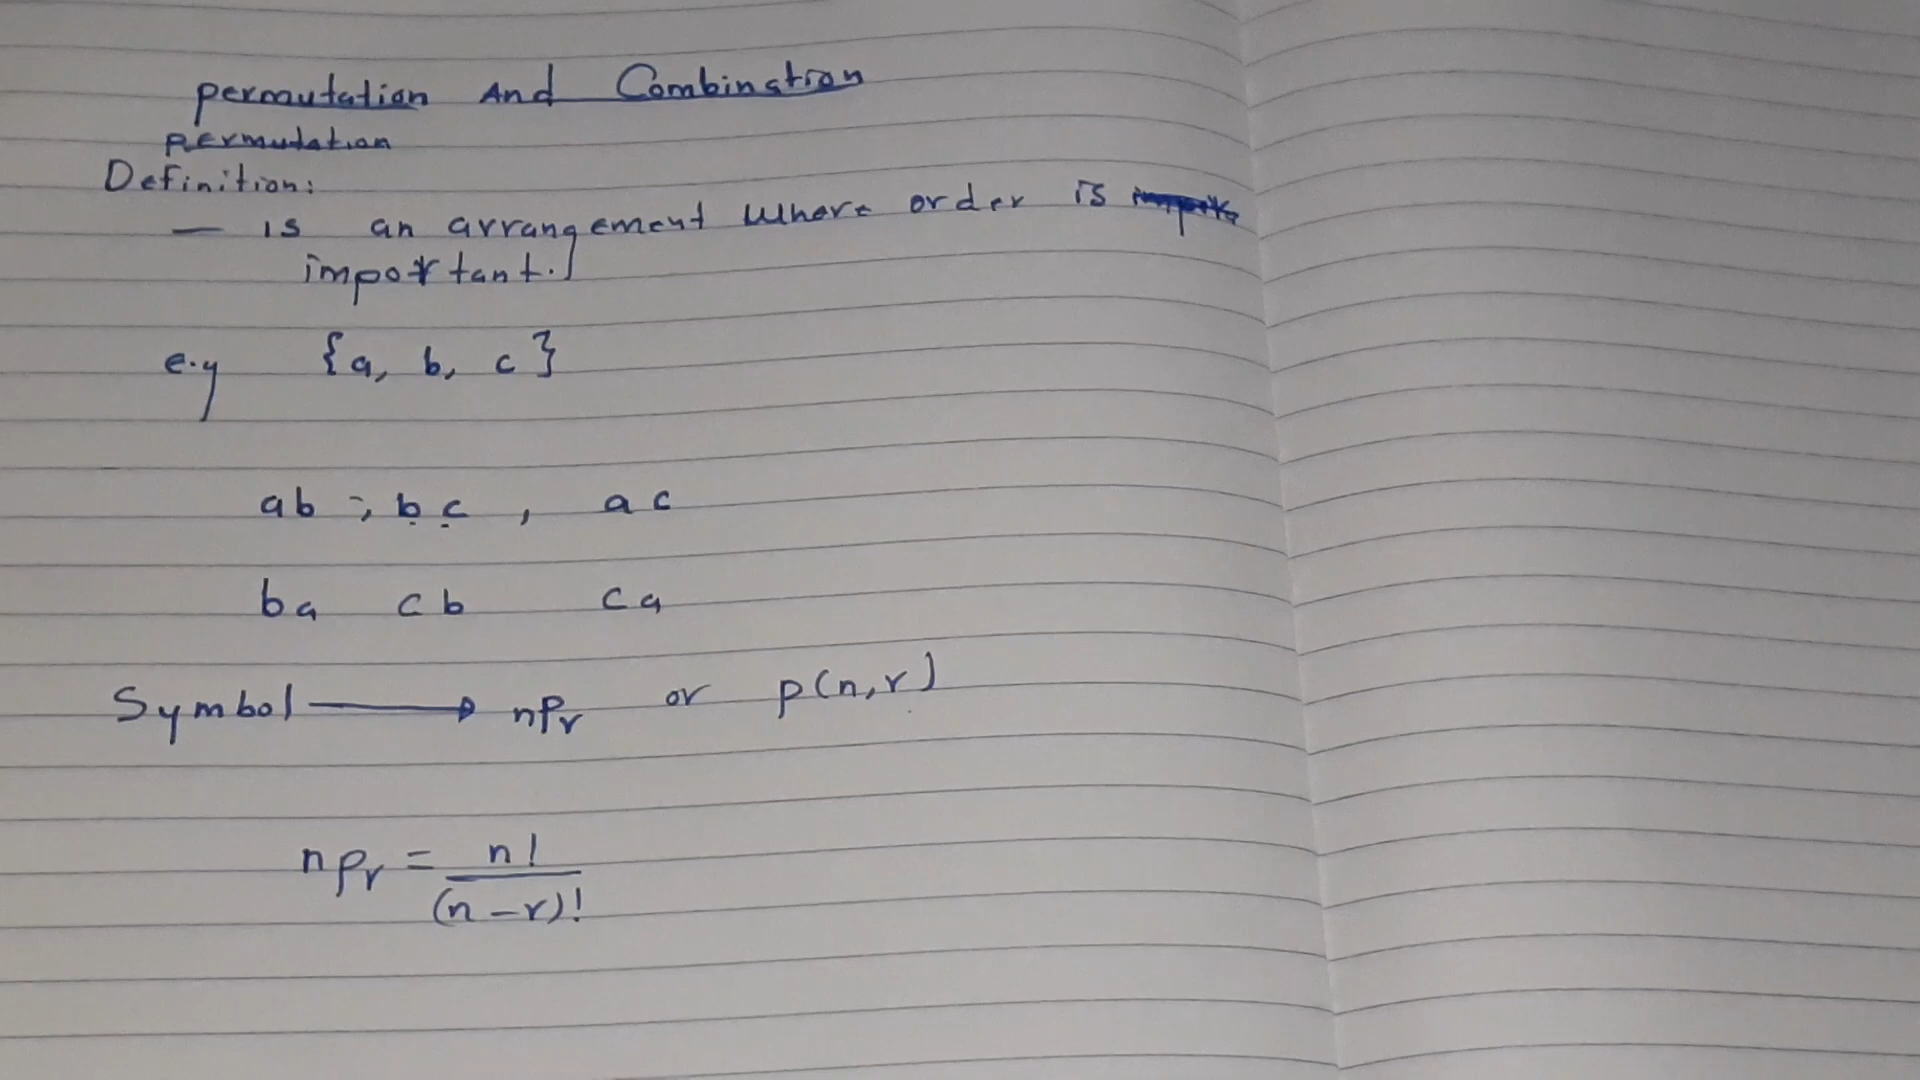 permutation And Combination
permutation
Definition:
— is an arrangement where order is
important.
e.g {a, b, c}
ab , bc , ac
ba cb ca
Symbol → nPr or p(n,r)
nPr = n!
(n-r)!